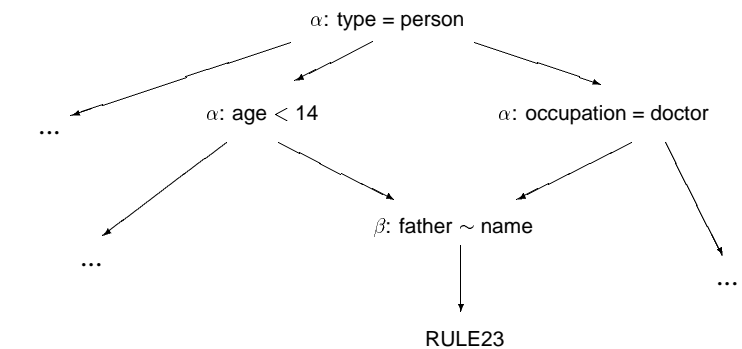 α: type = person
...
α: age < 14
α: occupation = doctor
β: father ∼ name
...
...
RULE23